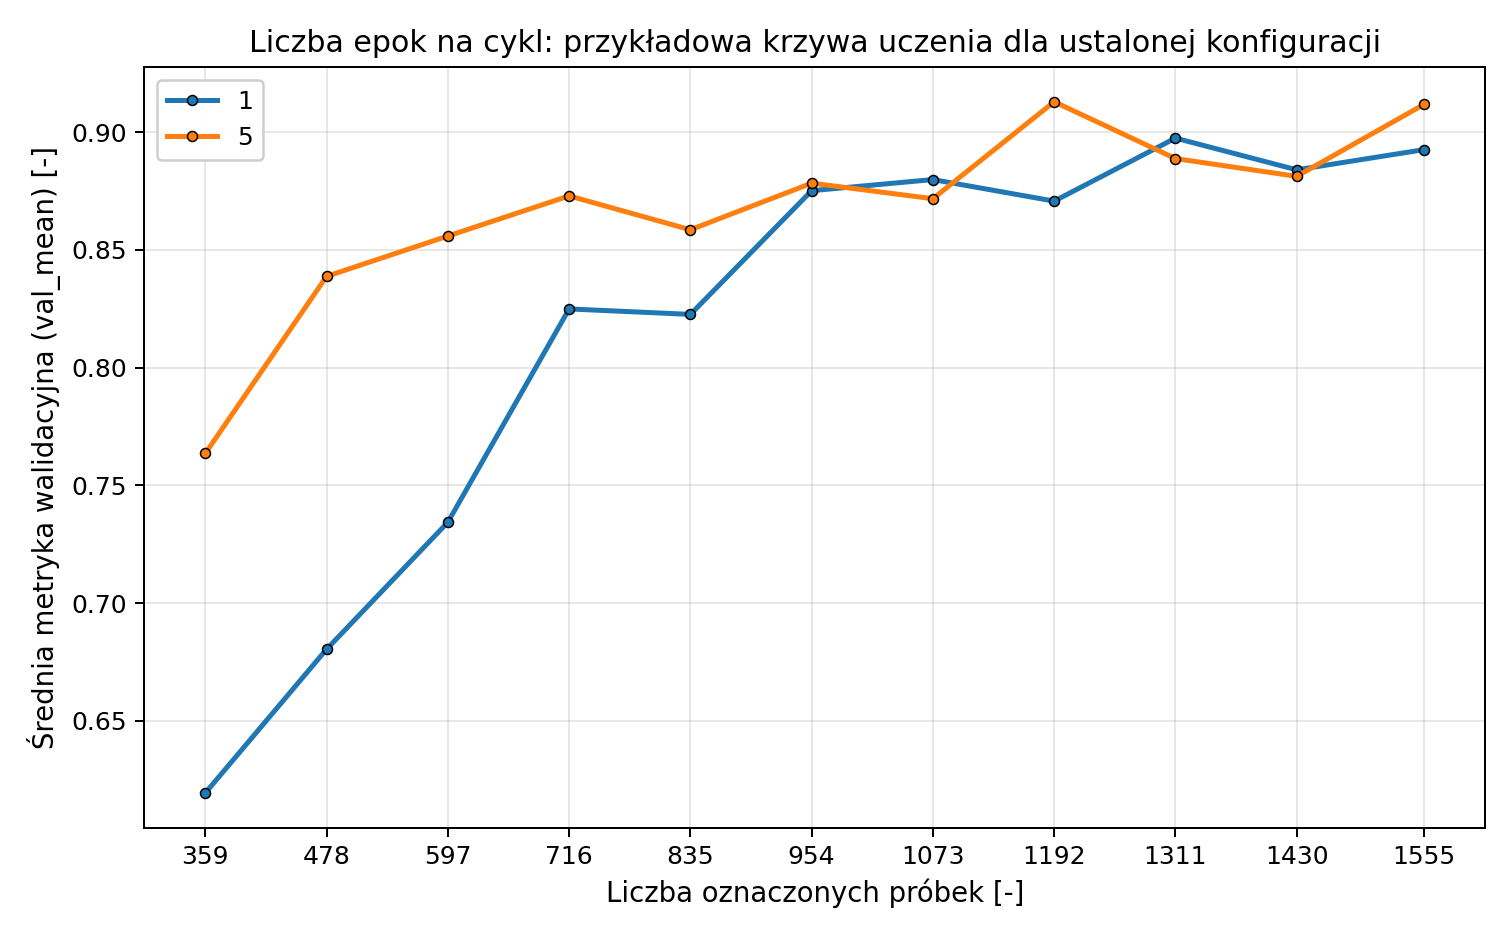 Liczba epok na cykl: przykładowa krzywa uczenia dla ustalonej konfiguracji
1
5
Średnia metryka walidacyjna (val_mean) [-]
0.90
0.85
0.80
0.75
0.70
0.65
359 478 597 716 835 954 1073 1192 1311 1430 1555
Liczba oznaczonych próbek [-]